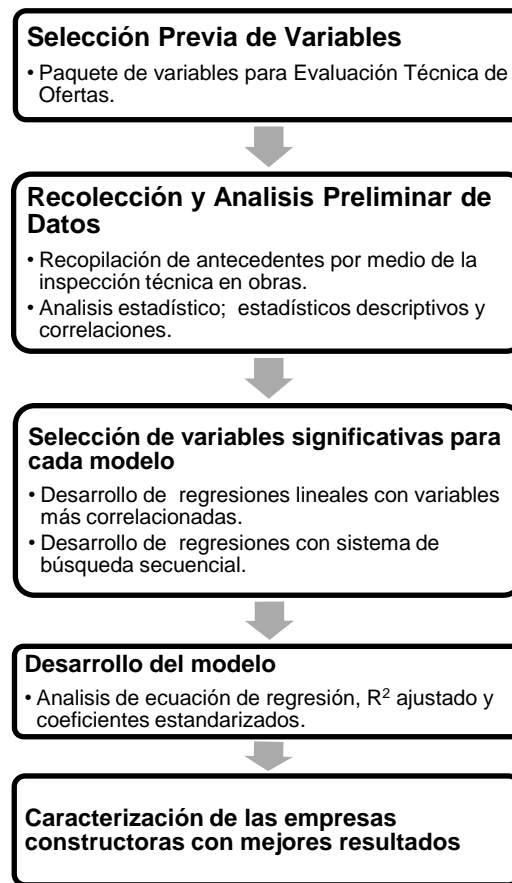 Selección Previa de Variables
• Paquete de variables para Evaluación Técnica de
Ofertas.
Recolección y Analisis Preliminar de
Datos
• Recopilación de antecedentes por medio de la
inspección técnica en obras.
• Analisis estadístico; estadísticos descriptivos y
correlaciones.
Selección de variables significativas para
cada modelo
• Desarrollo de regresiones lineales con variables
más correlacionadas.
• Desarrollo de regresiones con sistema de
búsqueda secuencial.
Desarrollo del modelo
• Analisis de ecuación de regresión, R² ajustado y
coeficientes estandarizados.
Caracterización de las empresas
constructoras con mejores resultados